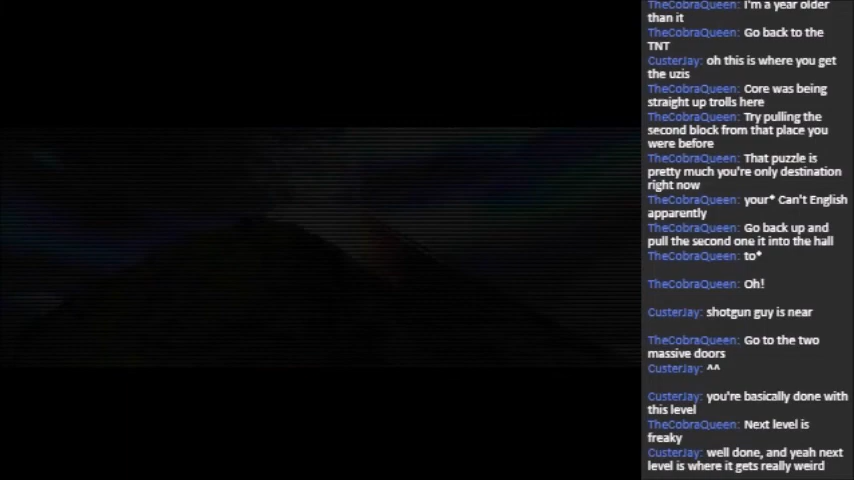 TheCobraQueen: I'm a year older
than it
TheCobraQueen: Go back to the
TNT
CusterJay: oh this is where you get
the uzis
TheCobraQueen: Core was being
straight up trolls here
TheCobraQueen: Try pulling the
second block from that place you
were before
TheCobraQueen: That puzzle is
pretty much you're only destination
right now
TheCobraQueen: your* Can't English
apparently
TheCobraQueen: Go back up and
pull the second one it into the hall
TheCobraQueen: to*
TheCobraQueen: Oh!
CusterJay: shotgun guy is near
TheCobraQueen: Go to the two
massive doors
CusterJay: ^^
CusterJay: you're basically done with
this level
TheCobraQueen: Next level is
freaky
CusterJay: well done, and yeah next
level is where it gets really weird